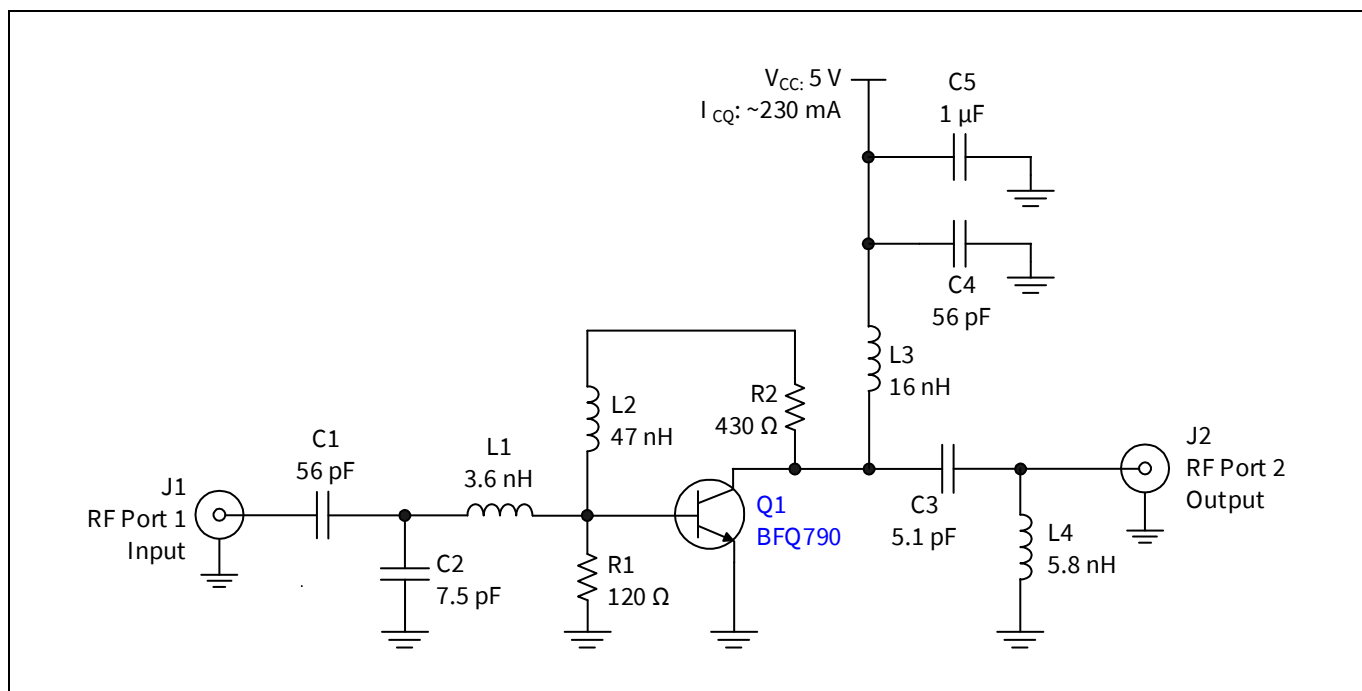 V_CC: 5 V
I_CQ: ~230 mA
C5
1 µF
C4
56 pF
L3
16 nH
R2
430 Ω
L2
47 nH
C1
56 pF
L1
3.6 nH
J1
RF Port 1
Input
C2
7.5 pF
R1
120 Ω
Q1
BFQ790
C3
5.1 pF
L4
5.8 nH
J2
RF Port 2
Output